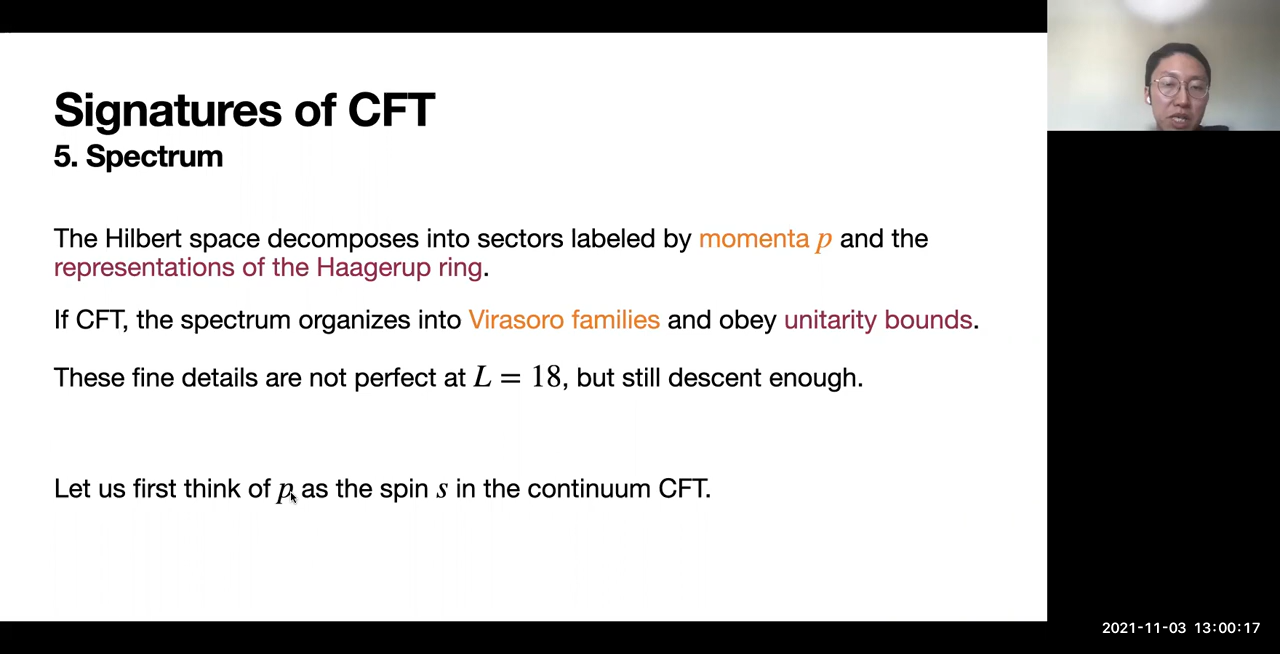 Signatures of CFT
5. Spectrum
The Hilbert space decomposes into sectors labeled by momenta p and the
representations of the Haagerup ring.
If CFT, the spectrum organizes into Virasoro families and obey unitarity bounds.
These fine details are not perfect at L = 18, but still descent enough.
Let us first think of p as the spin s in the continuum CFT.
2021-11-03 13:00:17